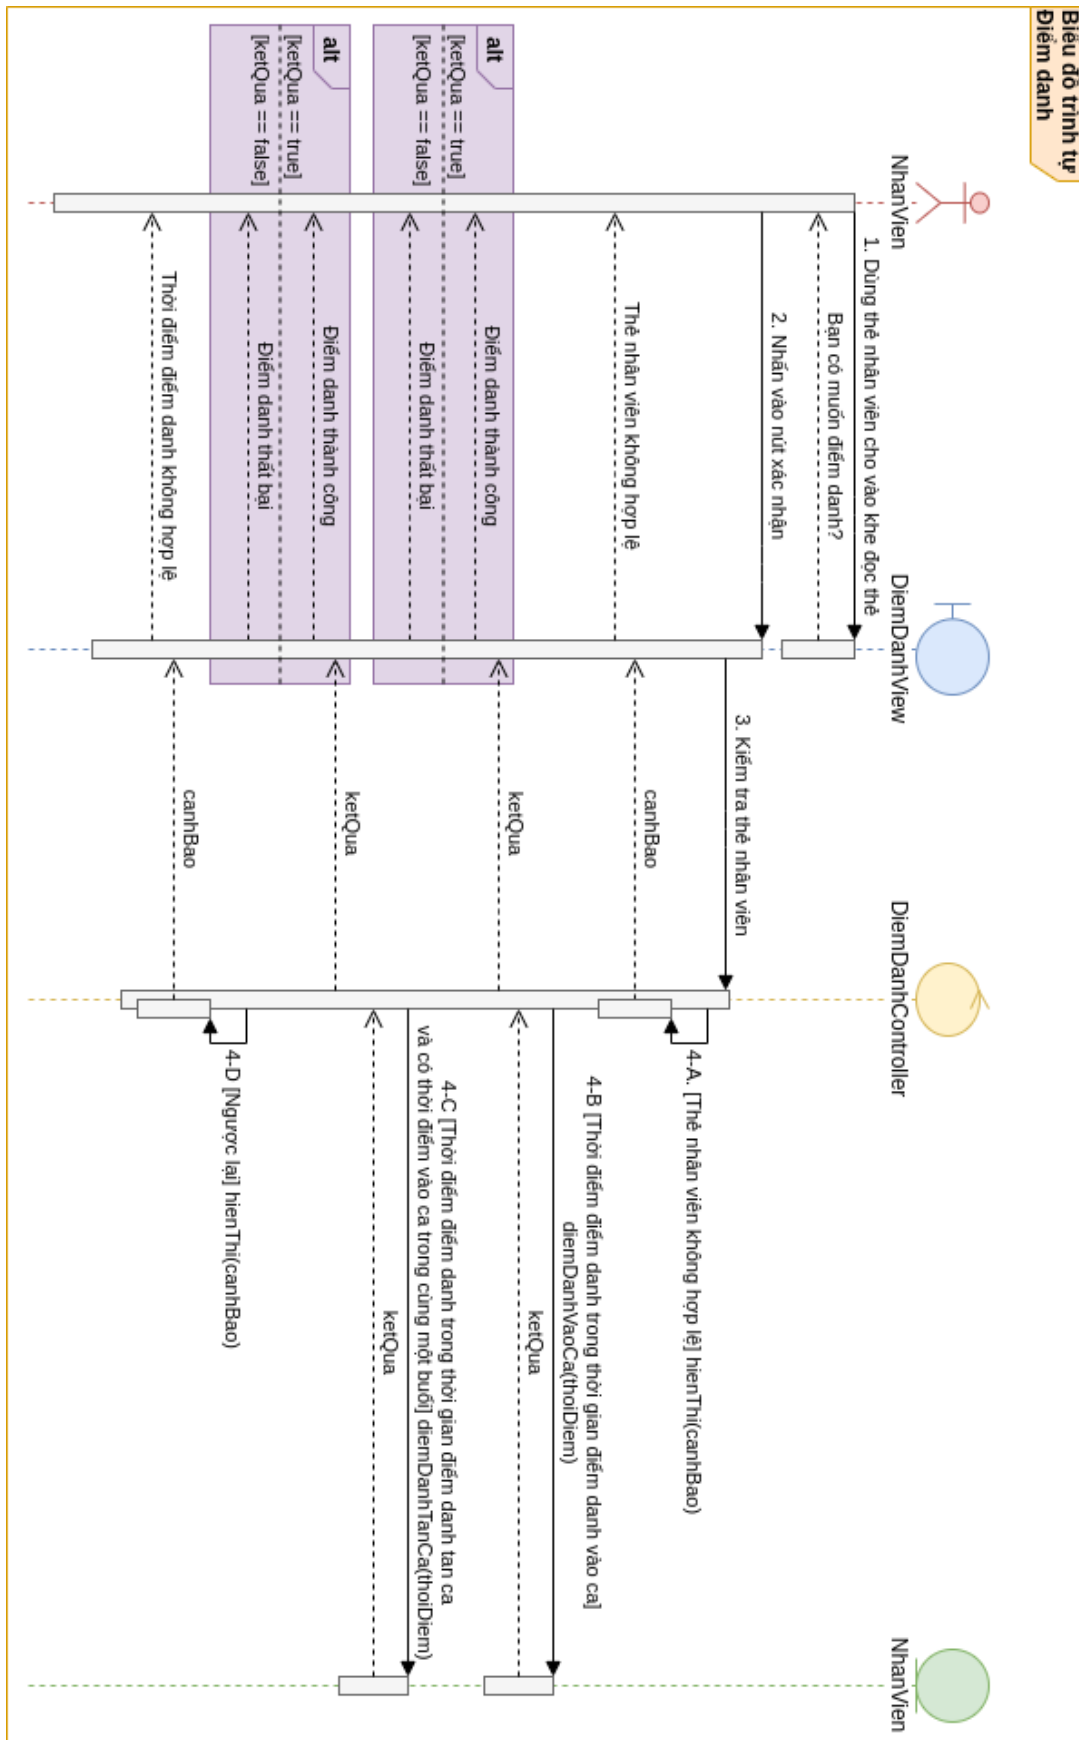 Biểu đồ trình tự
Điểm danh
NhanVien
DiemDanhView
DiemDanhController
NhanVien
1. Dùng thẻ nhân viên cho vào khe đọc thẻ
Bạn có muốn điểm danh?
2. Nhấn vào nút xác nhận
3. Kiểm tra thẻ nhân viên
4-A. [Thẻ nhân viên không hợp lệ] hienThi(canhBao)
canhBao
Thẻ nhân viên không hợp lệ
4-B [Thời điểm điểm danh trong thời gian điểm danh vào ca]
diemDanhVaoCa(thoiDiem)
ketQua
ketQua
alt
[ketQua == true]
Điểm danh thành công
[ketQua == false]
Điểm danh thất bại
4-C [Thời điểm điểm danh trong thời gian điểm danh tan ca
và có thời điểm vào ca trong cùng một buổi] diemDanhTanCa(thoiDiem)
ketQua
ketQua
alt
[ketQua == true]
Điểm danh thành công
[ketQua == false]
Điểm danh thất bại
4-D [Ngược lại] hienThi(canhBao)
canhBao
Thời điểm điểm danh không hợp lệ